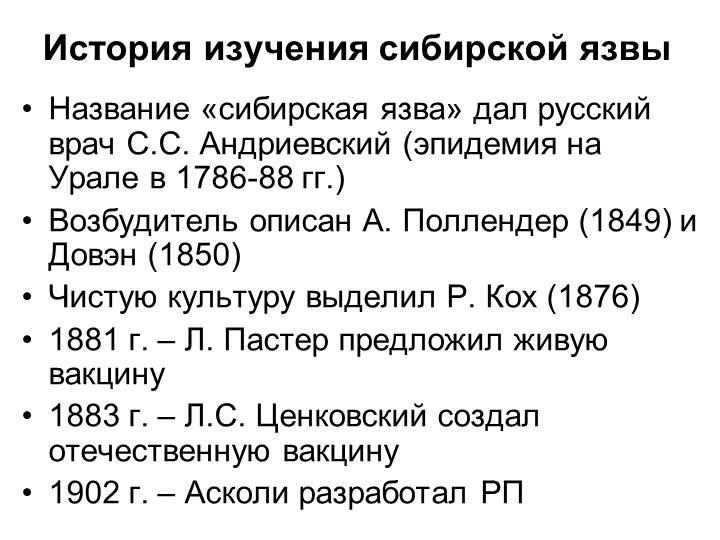 История изучения сибирской язвы
• Название «сибирская язва» дал русский
врач С.С. Андриевский (эпидемия на
Урале в 1786-88 гг.)
• Возбудитель описан А. Поллендер (1849) и
Довэн (1850)
• Чистую культуру выделил Р. Кох (1876)
• 1881 г. – Л. Пастер предложил живую
вакцину
• 1883 г. – Л.С. Ценковский создал
отечественную вакцину
• 1902 г. – Асколи разработал РП